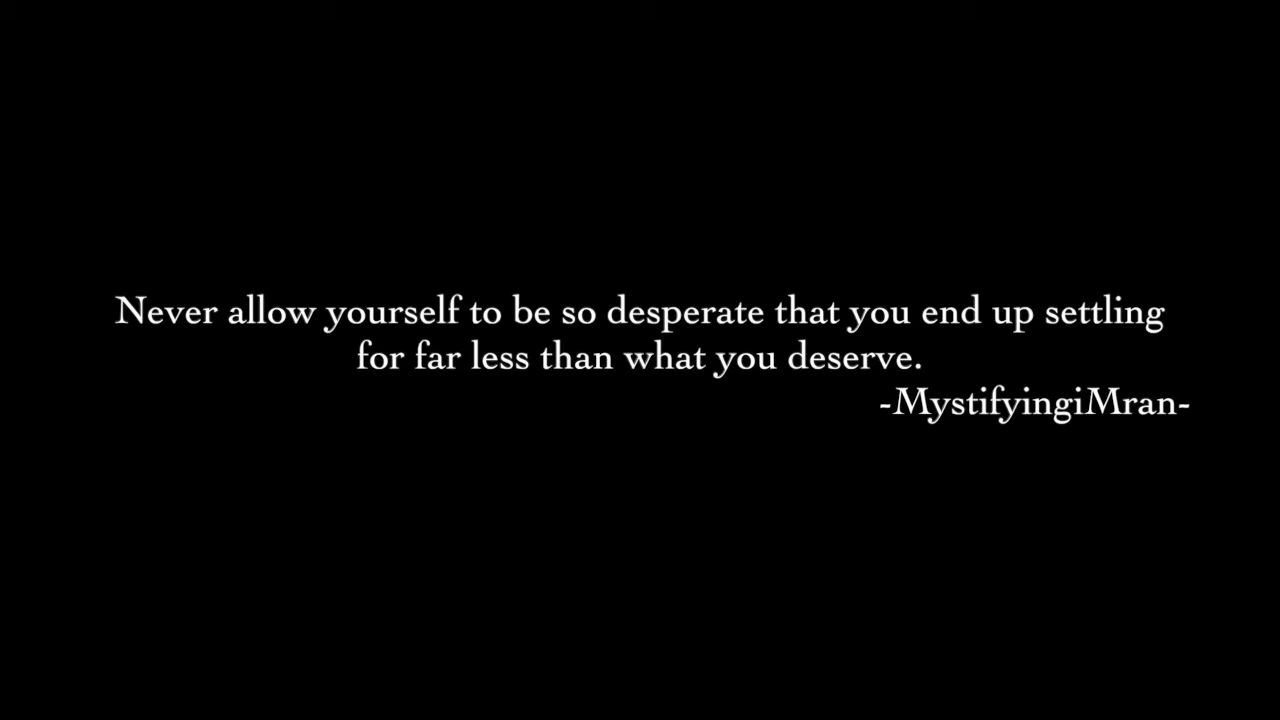 Never allow yourself to be so desperate that you end up settling
for far less than what you deserve.
-MystifyingiMran-